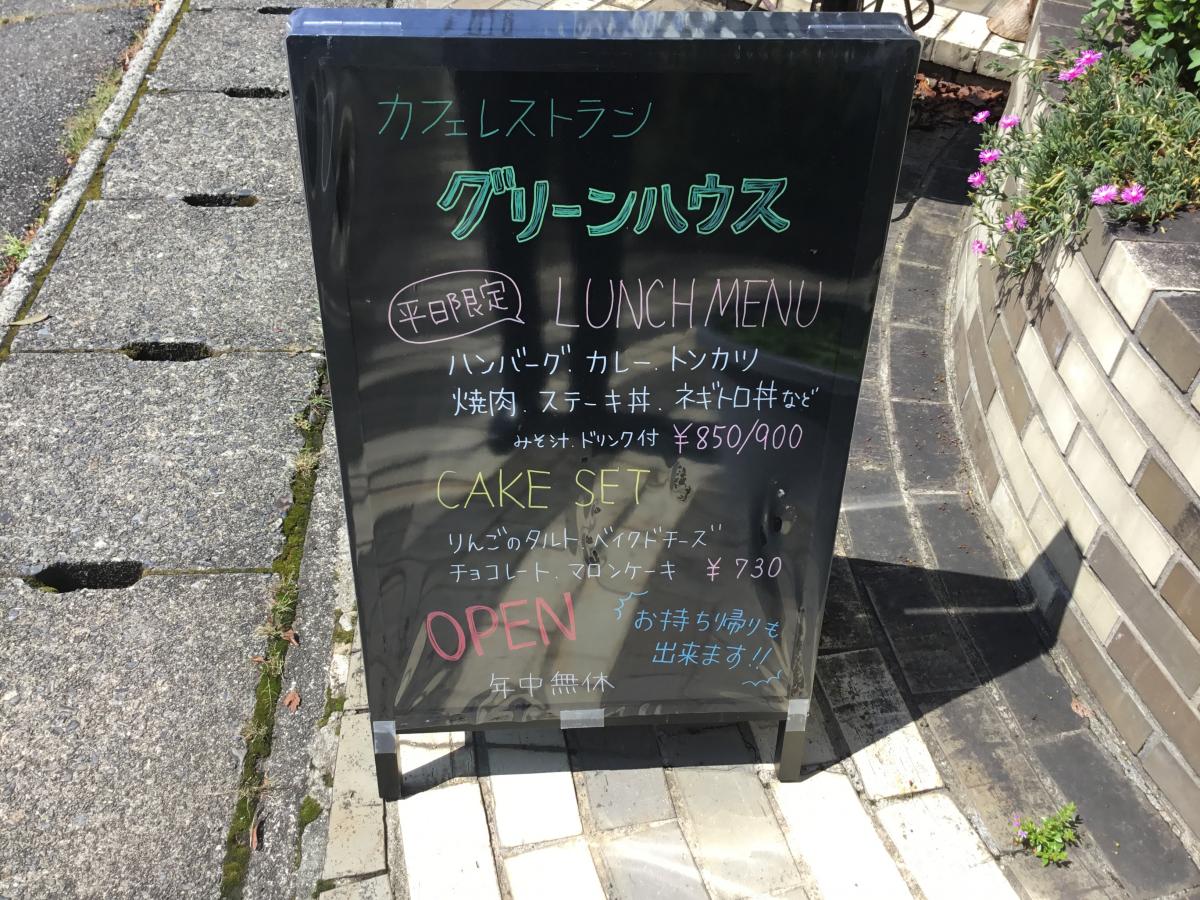 カフェレストラン
グリーンハウス
平日限定 LUNCH MENU
ハンバーグ、カレー、トンカツ
焼肉、ステーキ丼、ネギトロ丼など
みそ汁、ドリンク付 ¥850/900
CAKE SET
りんごのタルト、ベイクドチーズ
チョコレート、マロンケーキ ¥730
OPEN
お持ち帰りも
出来ます!!
年中無休